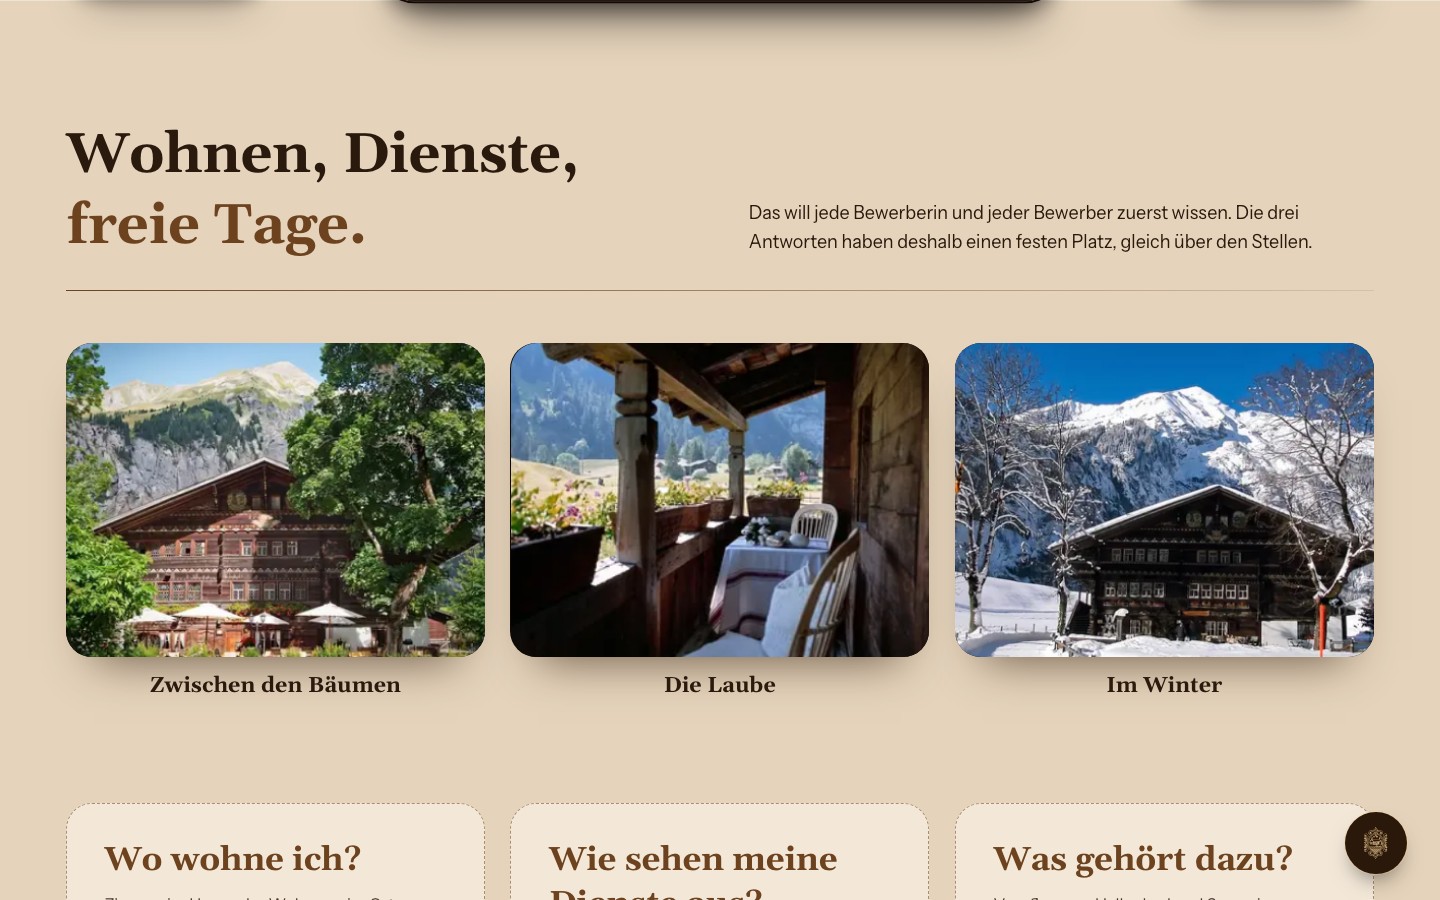 Wohnen, Dienste,
freie Tage.
Das will jede Bewerberin und jeder Bewerber zuerst wissen. Die drei
Antworten haben deshalb einen festen Platz, gleich über den Stellen.
Zwischen den Bäumen
Die Laube
Im Winter
Wo wohne ich?
Wie sehen meine
Dienste aus?
Was gehört dazu?